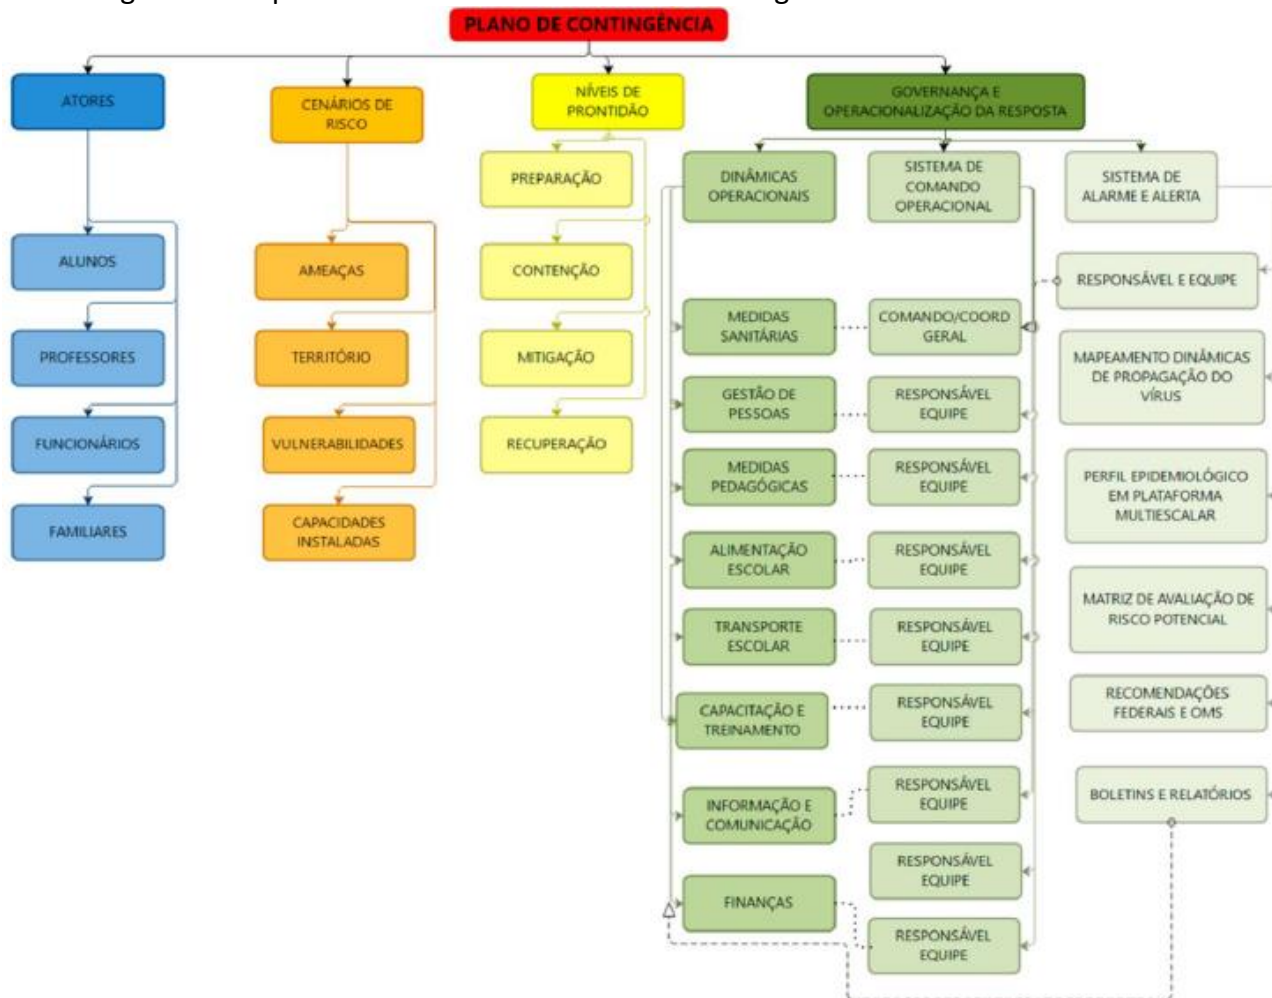 PLANO DE CONTINGÊNCIA
ATORES
CENÁRIOS DE
RISCO
NÍVEIS DE
PRONTIDÃO
GOVERNANÇA E
OPERACIONALIZAÇÃO DA RESPOSTA
ALUNOS
PROFESSORES
FUNCIONÁRIOS
FAMILIARES
AMEAÇAS
TERRITÓRIO
VULNERABILIDADES
CAPACIDADES
INSTALADAS
PREPARAÇÃO
CONTENÇÃO
MITIGAÇÃO
RECUPERAÇÃO
DINÂMICAS
OPERACIONAIS
MEDIDAS
SANITÁRIAS
GESTÃO DE
PESSOAS
MEDIDAS
PEDAGÓGICAS
ALIMENTAÇÃO
ESCOLAR
TRANSPORTE
ESCOLAR
CAPACITAÇÃO E
TREINAMENTO
INFORMAÇÃO E
COMUNICAÇÃO
FINANÇAS
SISTEMA DE
COMANDO
OPERACIONAL
COMANDO/COORD
GERAL
RESPONSÁVEL
EQUIPE
RESPONSÁVEL
EQUIPE
RESPONSÁVEL
EQUIPE
RESPONSÁVEL
EQUIPE
RESPONSÁVEL
EQUIPE
RESPONSÁVEL
EQUIPE
RESPONSÁVEL
EQUIPE
RESPONSÁVEL
EQUIPE
SISTEMA DE
ALARME E ALERTA
RESPONSÁVEL E EQUIPE
MAPEAMENTO DINÂMICAS
DE PROPAGAÇÃO DO
VÍRUS
PERFIL EPIDEMIOLÓGICO
EM PLATAFORMA
MULTIESCALAR
MATRIZ DE AVALIAÇÃO DE
RISCO POTENCIAL
RECOMENDAÇÕES
FEDERAIS E OMS
BOLETINS E RELATÓRIOS